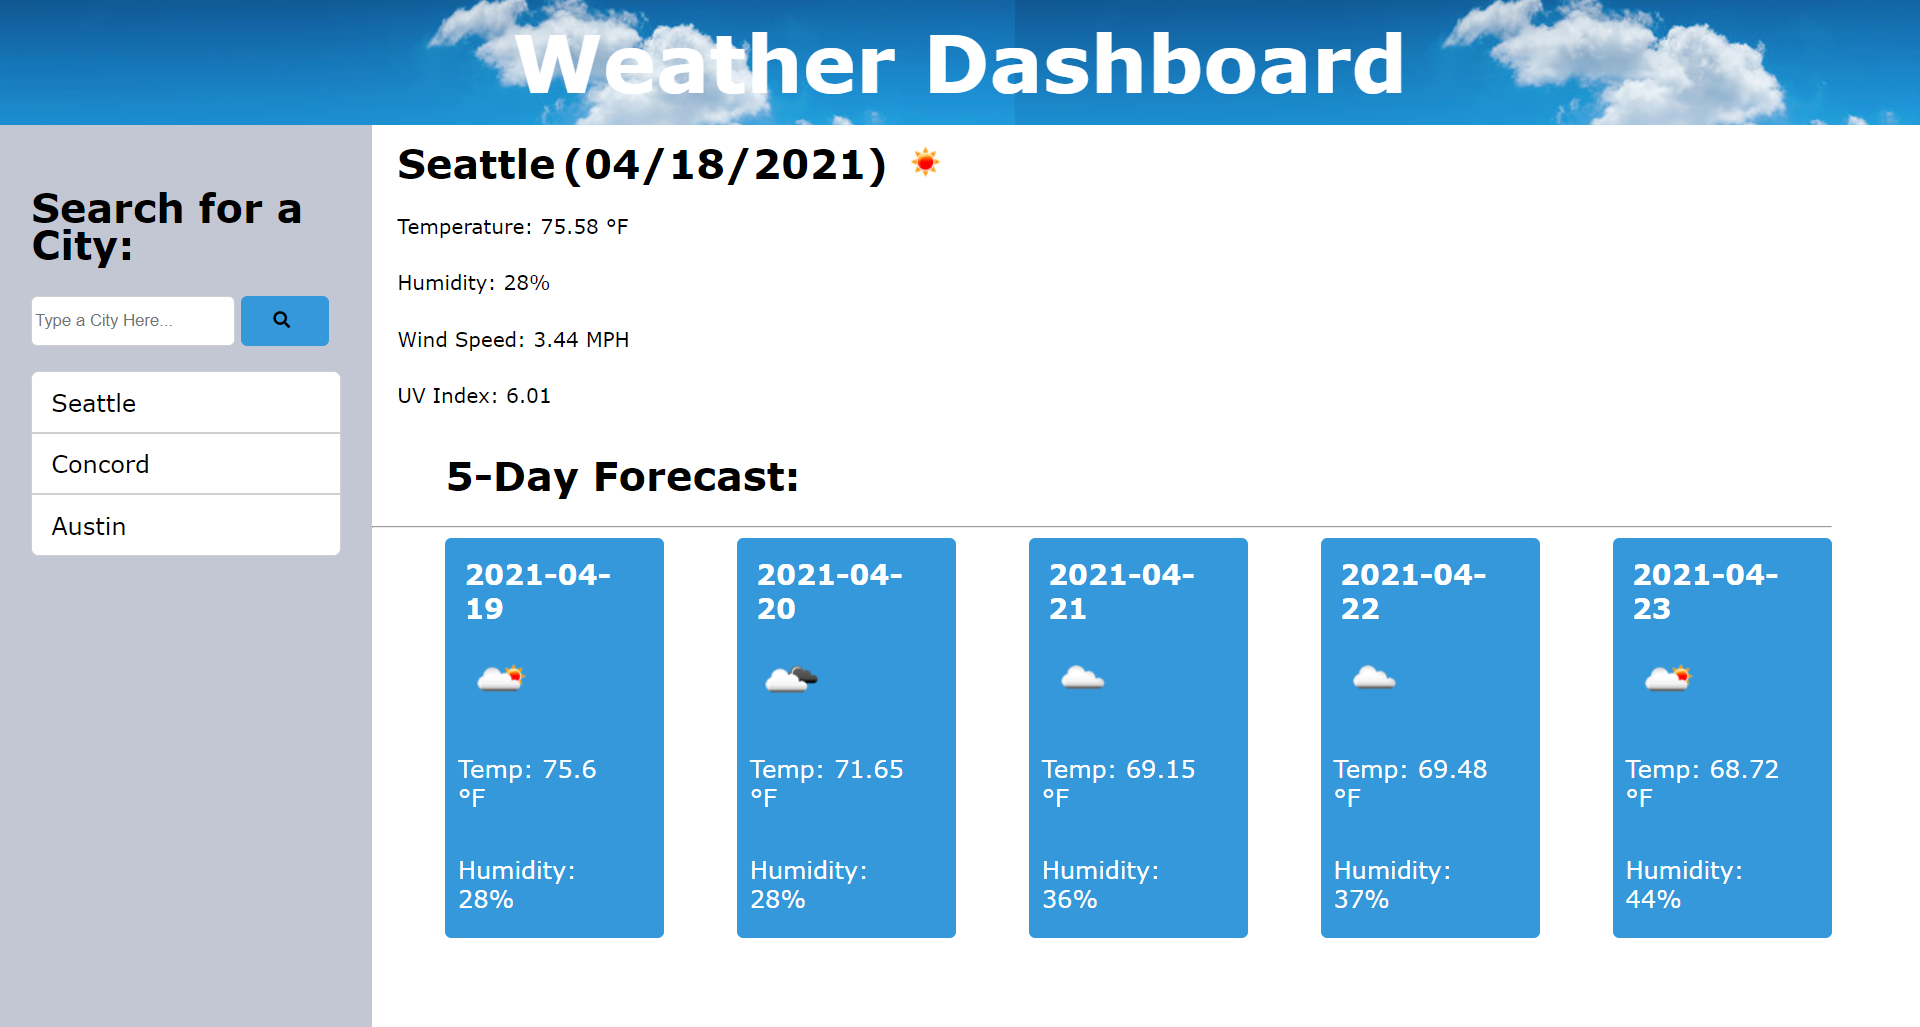 Weather Dashboard
Search for a
City:
Type a City Here...
Seattle
Concord
Austin
Seattle (04/18/2021)
Temperature: 75.58 °F
Humidity: 28%
Wind Speed: 3.44 MPH
UV Index: 6.01
5-Day Forecast:
2021-04-
19
Temp: 75.6
°F
Humidity:
28%
2021-04-
20
Temp: 71.65
°F
Humidity:
28%
2021-04-
21
Temp: 69.15
°F
Humidity:
36%
2021-04-
22
Temp: 69.48
°F
Humidity:
37%
2021-04-
23
Temp: 68.72
°F
Humidity:
44%